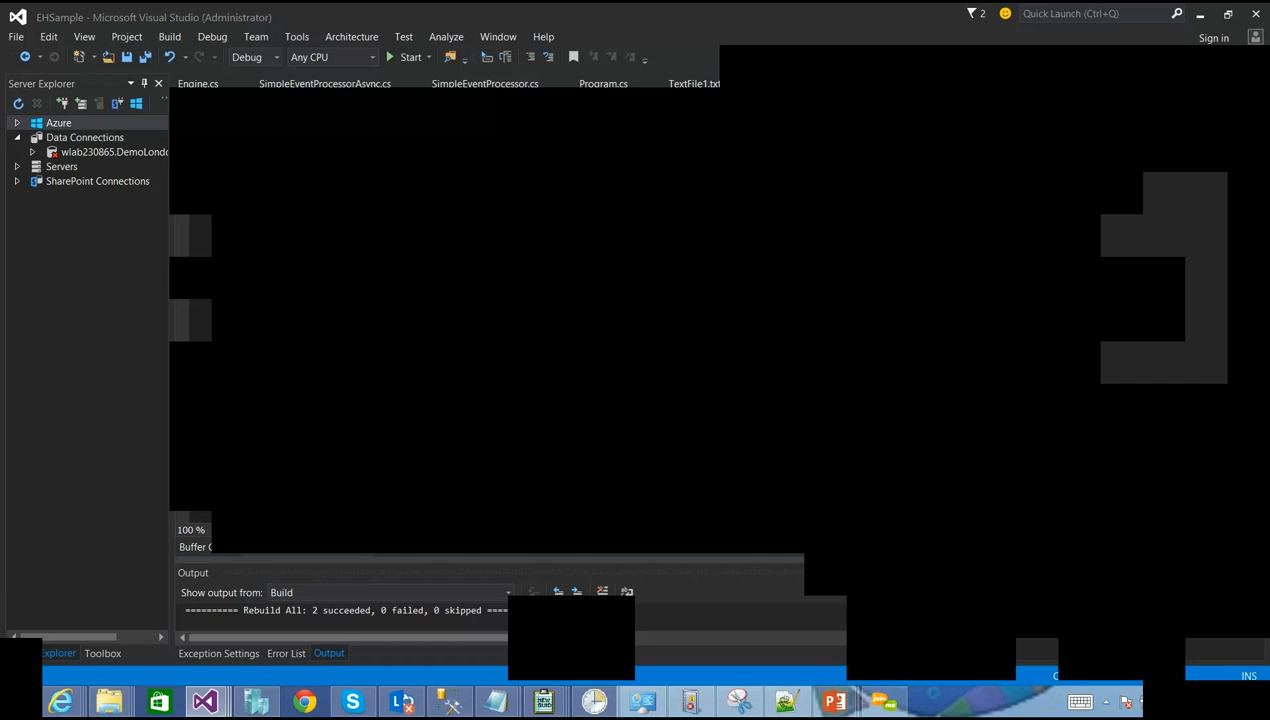 EHSample - Microsoft Visual Studio (Administrator)
2
Quick Launch (Ctrl+Q)
File Edit View Project Build Debug Team Tools Architecture Test Analyze Window Help
Sign in
Debug Any CPU Start
Server Explorer
Engine.cs SimpleEventProcessorAsync.cs SimpleEventProcessor.cs Program.cs TextFile1.txt
Azure
Data Connections
wlab230865.DemoLond
Servers
SharePoint Connections
100 %
Buffer
Output
Show output from: Build
========== Rebuild All: 2 succeeded, 0 failed, 0 skipped ====
Explorer Toolbox
Exception Settings Error List Output
INS